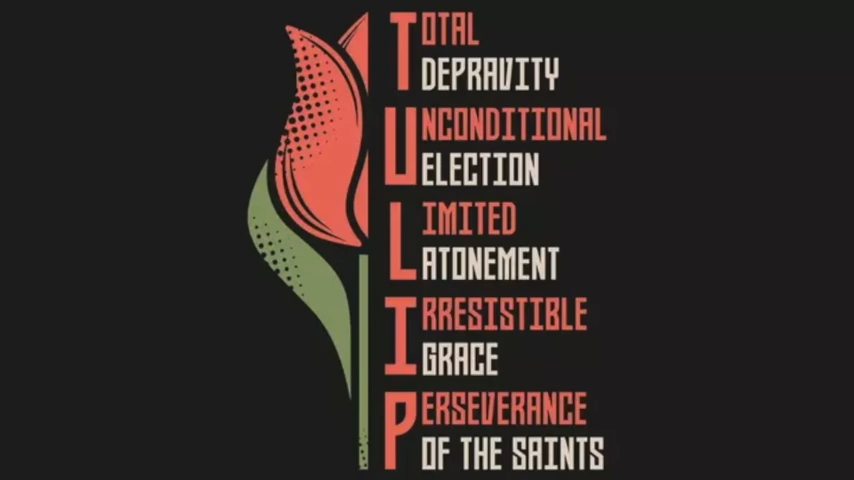 TOTAL
DEPRAVITY
UNCONDITIONAL
ELECTION
LIMITED
ATONEMENT
IRRESISTIBLE
GRACE
PERSEVERANCE
OF THE SAINTS